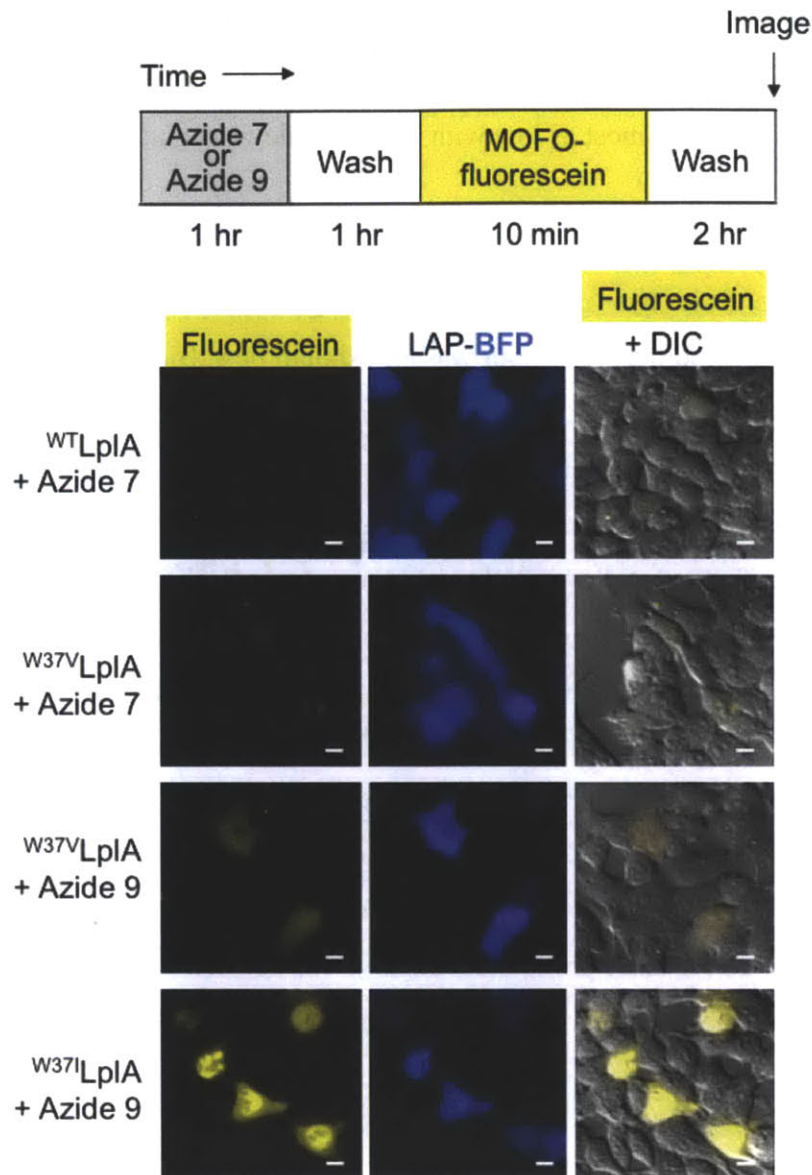 Image
Time
Azide 7
or
Azide 9
Wash
MOFO-
fluorescein
Wash
1 hr
1 hr
10 min
2 hr
Fluorescein
LAP-BFP
Fluorescein
+ DIC
WTLplA
+ Azide 7
W37VLplA
+ Azide 7
W37VLplA
+ Azide 9
W37ILplA
+ Azide 9